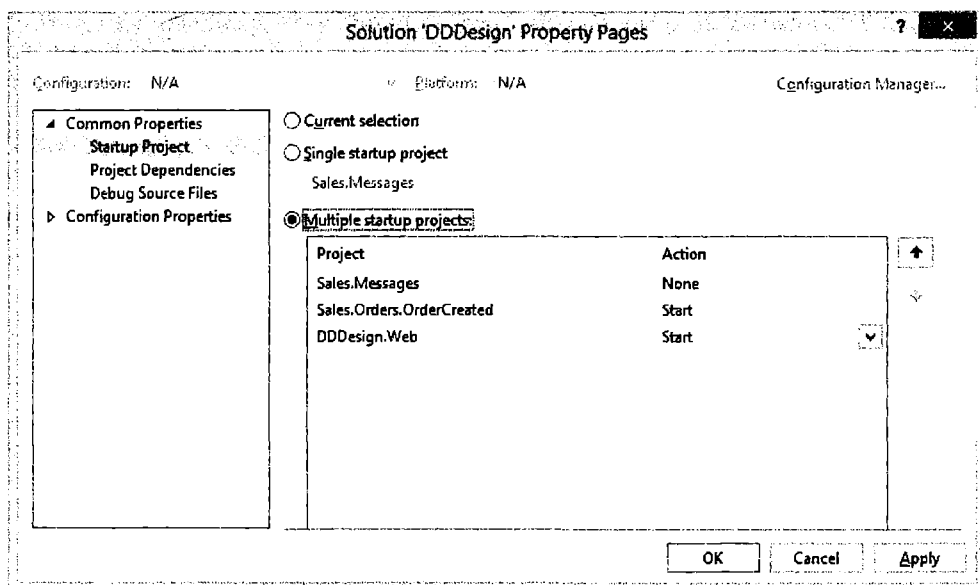 Solution 'DDDesign' Property Pages ?
Configuration: N/A Platform: N/A Configuration Manager...
Common Properties
Startup Project
Project Dependencies
Debug Source Files
Configuration Properties
Current selection
Single startup project
Sales.Messages
Multiple startup projects:
Project Action
Sales.Messages None
Sales.Orders.OrderCreated Start
DDDesign.Web Start
OK Cancel Apply